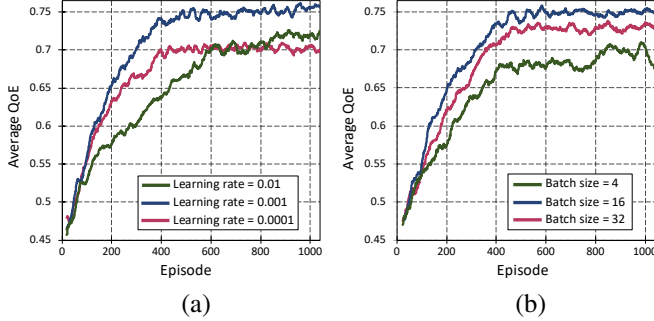 0.75
0.7
0.65
0.6
0.55
0.5
0.45
Average QoE
Learning rate = 0.01
Learning rate = 0.001
Learning rate = 0.0001
0 200 400 600 800 1000
Episode
(a)
0.75
0.7
0.65
0.6
0.55
0.5
0.45
Average QoE
Batch size = 4
Batch size = 16
Batch size = 32
0 200 400 600 800 1000
Episode
(b)